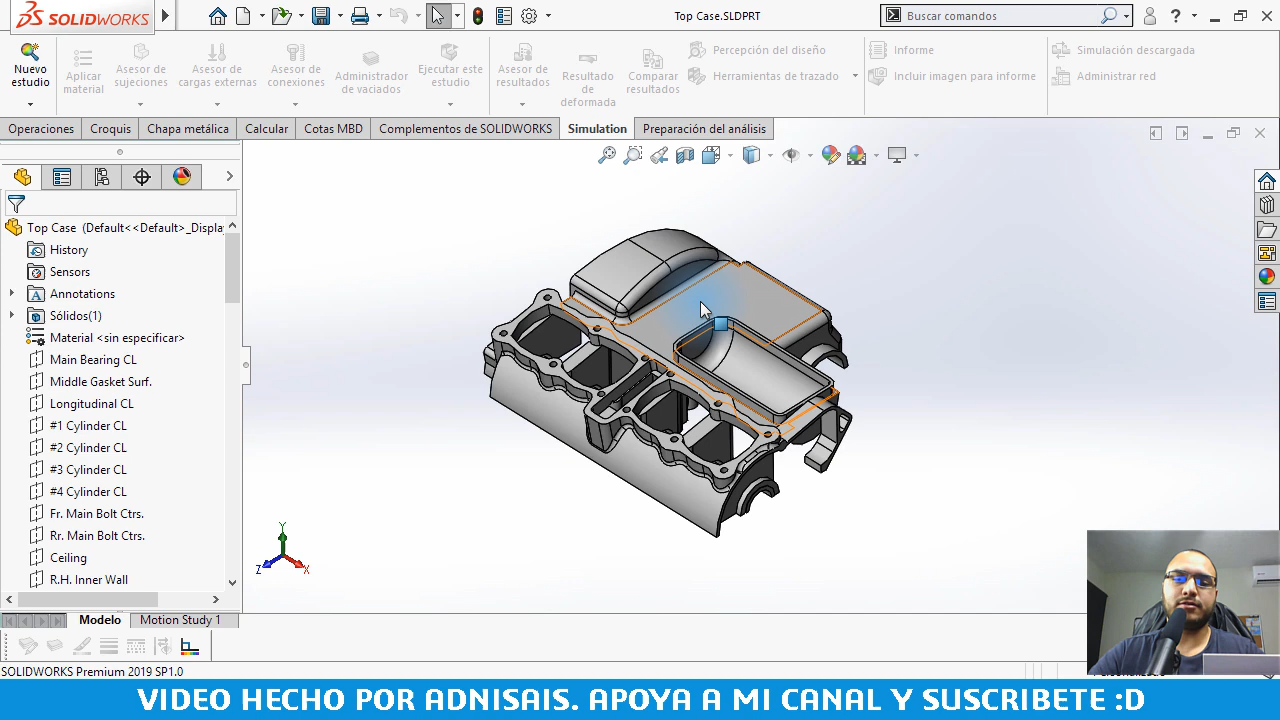 SOLIDWORKS
Top Case.SLDPRT
Buscar comandos
Nuevo estudio
Aplicar material
Asesor de sujeciones
Asesor de cargas externas
Asesor de conexiones
Administrador de vaciados
Ejecutar este estudio
Asesor de resultados
Resultado de deformada
Comparar resultados
Percepción del diseño
Herramientas de trazado
Informe
Incluir imagen para informe
Simulación descargada
Administrar red
Operaciones
Croquis
Chapa metálica
Calcular
Cotas MBD
Complementos de SOLIDWORKS
Simulation
Preparación del análisis
Top Case (Default<<Default>_Displa
History
Sensors
Annotations
Sólidos(1)
Material <sin especificar>
Main Bearing CL
Middle Gasket Surf.
Longitudinal CL
#1 Cylinder CL
#2 Cylinder CL
#3 Cylinder CL
#4 Cylinder CL
Fr. Main Bolt Ctrs.
Rr. Main Bolt Ctrs.
Ceiling
R.H. Inner Wall
Y
Z
X
Modelo
Motion Study 1
SOLIDWORKS Premium 2019 SP1.0
VIDEO HECHO POR ADNISAIS. APOYA A MI CANAL Y SUSCRIBETE :D